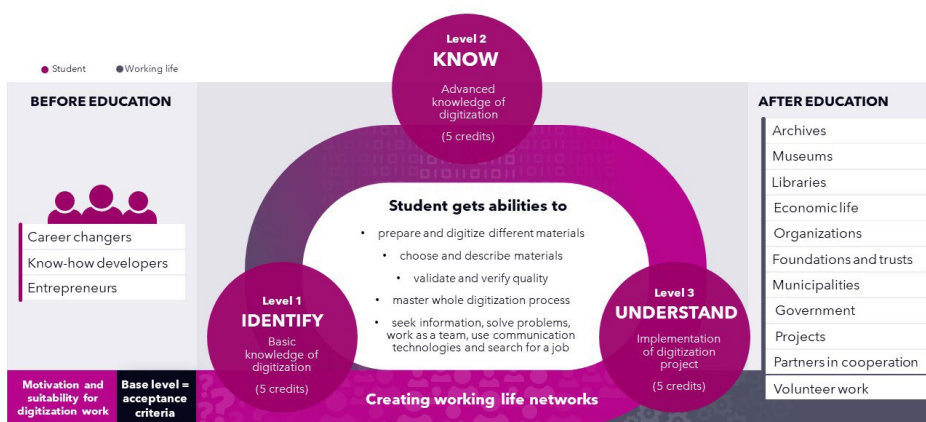 Student
Working life
BEFORE EDUCATION
Career changers
Know-how developers
Entrepreneurs
Motivation and
suitability for
digitization work
Base level =
acceptance
criteria
Level 1
IDENTIFY
Basic
knowledge of
digitization
(5 credits)
Level 2
KNOW
Advanced
knowledge of
digitization
(5 credits)
Student gets abilities to
• prepare and digitize different materials
• choose and describe materials
• validate and verify quality
• master whole digitization process
• seek information, solve problems,
work as a team, use communication
technologies and search for a job
Level 3
UNDERSTAND
Implementation
of digitization
project
(5 credits)
Creating working life networks
AFTER EDUCATION
Archives
Museums
Libraries
Economic life
Organizations
Foundations and trusts
Municipalities
Government
Projects
Partners in cooperation
Volunteer work